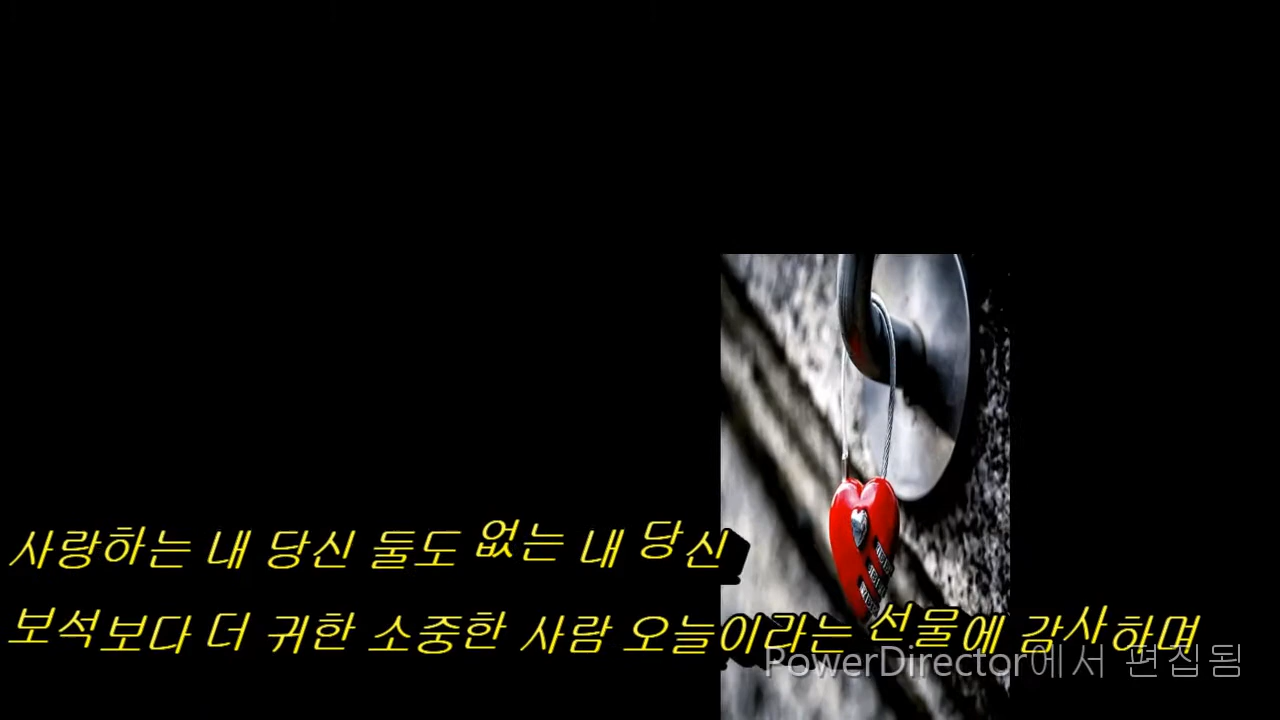 사랑하는 내 당신 둘도 없는 내 당신
보석보다 더 귀한 소중한 사람 오늘이라는 선물에 감사하며
PowerDirector에서 편집됨